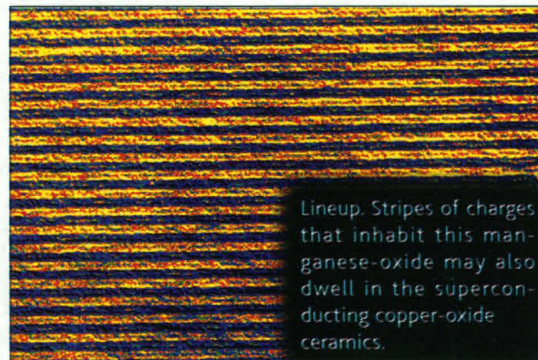 Lineup. Stripes of charges
that inhabit this man-
ganese-oxide may also
dwell in the supercon-
ducting copper-oxide
ceramics.